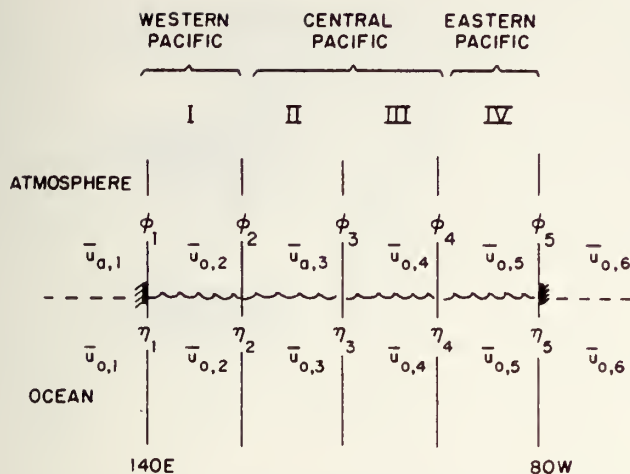 WESTERN PACIFIC
CENTRAL PACIFIC
EASTERN PACIFIC
I II III IV
ATMOSPHERE
ϕ1 ϕ2 ϕ3 ϕ4 ϕ5
u̅a,1 u̅o,2 u̅a,3 u̅o,4 u̅o,5 u̅o,6
η1 η2 η3 η4 η5
u̅o,1 u̅o,2 u̅o,3 u̅o,4 u̅o,5 u̅o,6
OCEAN
140E 80W